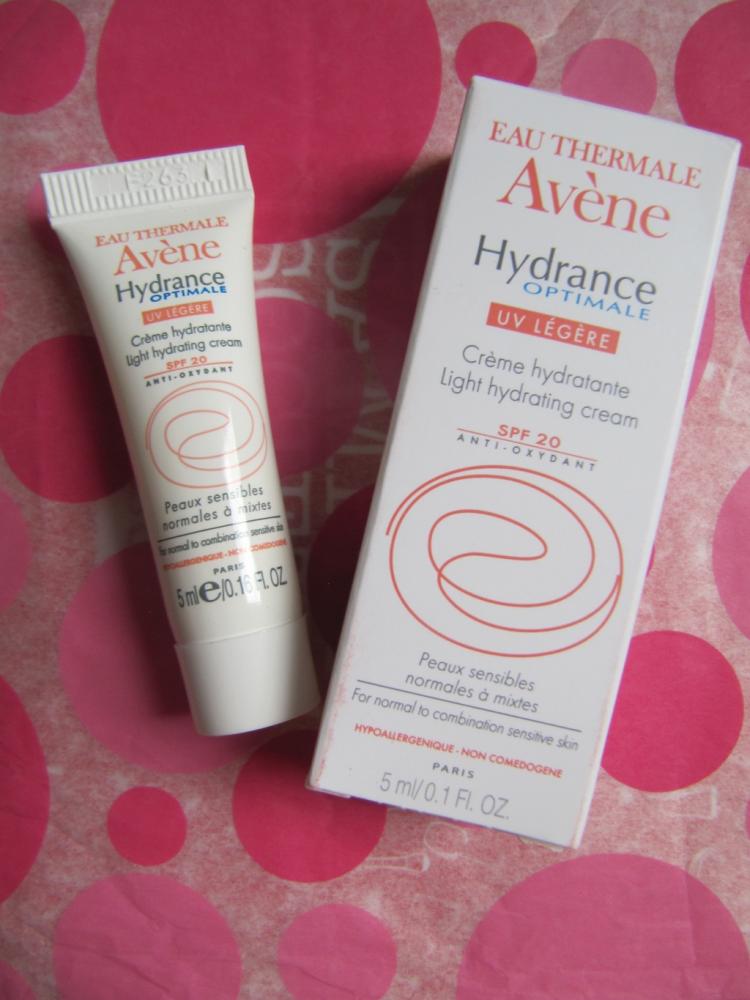 F263
EAU THERMALE
Avène
Hydrance
OPTIMALE
UV LÉGÈRE
Crème hydratante
Light hydrating cream
SPF 20
ANTI-OXYDANT
Peaux sensibles
normales à mixtes
For normal to combination sensitive skin
HYPOALLERGENIQUE - NON COMEDOGENE
PARIS
5 ml e/0.16 Fl. OZ
EAU THERMALE
Avène
Hydrance
OPTIMALE
UV LÉGÈRE
Crème hydratante
Light hydrating cream
SPF 20
ANTI-OXYDANT
Peaux sensibles
normales à mixtes
For normal to combination sensitive skin
HYPOALLERGENIQUE - NON COMEDOGENE
PARIS
5 ml/0.1 Fl. OZ.